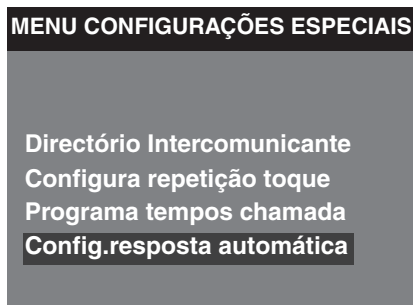 MENU CONFIGURAÇÕES ESPECIAIS
Directório Intercomunicante
Configura repetição toque
Programa tempos chamada
Config.resposta automática